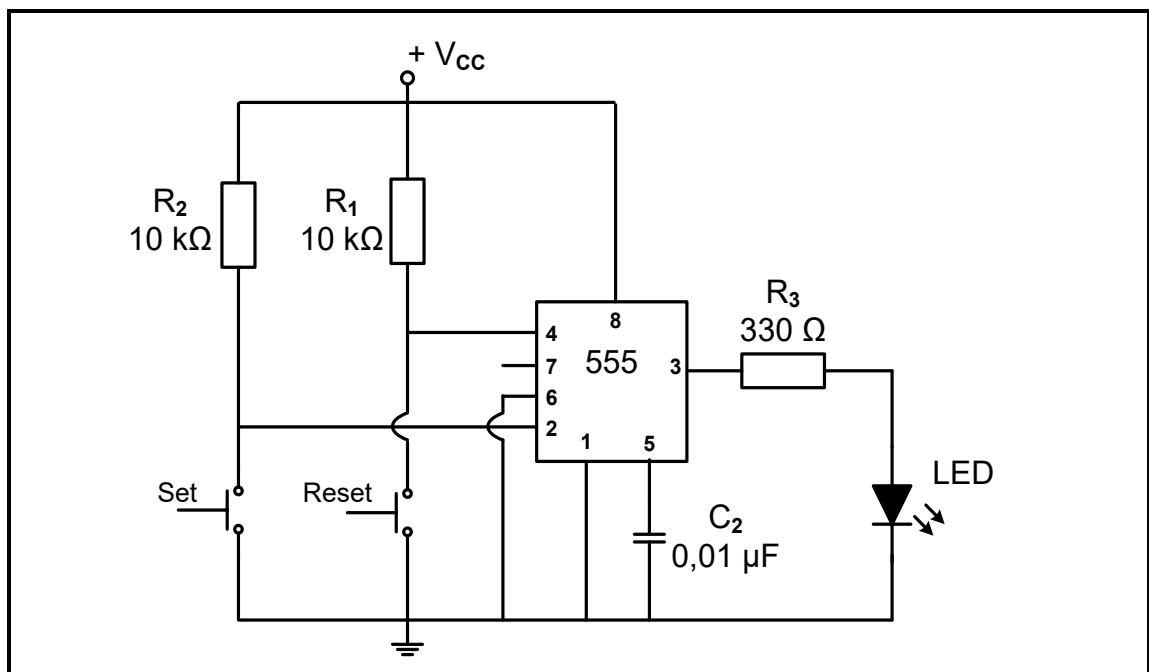 + V_CC
R₂
10 kΩ
R₁
10 kΩ
R₃
330 Ω
8
4
555
7
3
6
2
1
5
Set
Reset
LED
C₂
0,01 µF